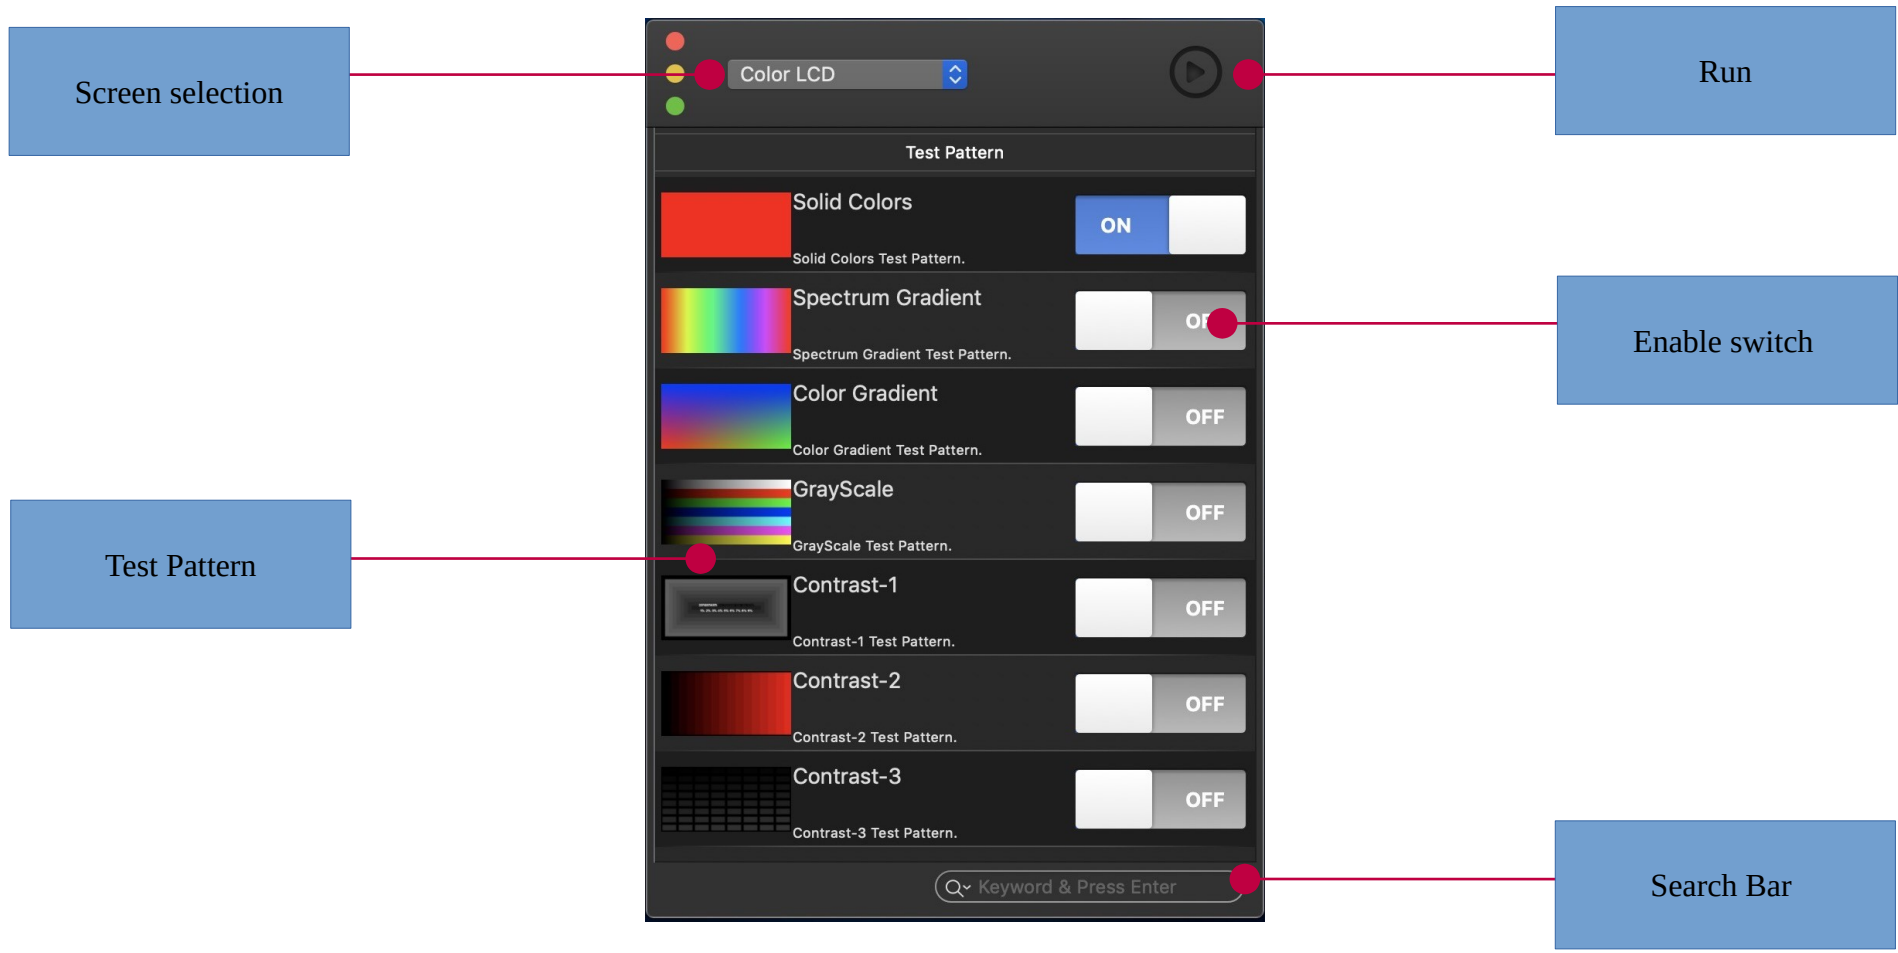 Screen selection
Color LCD
Run
Test Pattern
Solid Colors
ON
Solid Colors Test Pattern.
Spectrum Gradient
Spectrum Gradient Test Pattern.
Enable switch
Color Gradient
OFF
Color Gradient Test Pattern.
GrayScale
OFF
GrayScale Test Pattern.
Test Pattern
Contrast-1
OFF
Contrast-1 Test Pattern.
Contrast-2
OFF
Contrast-2 Test Pattern.
Contrast-3
OFF
Contrast-3 Test Pattern.
Keyword & Press Enter
Search Bar